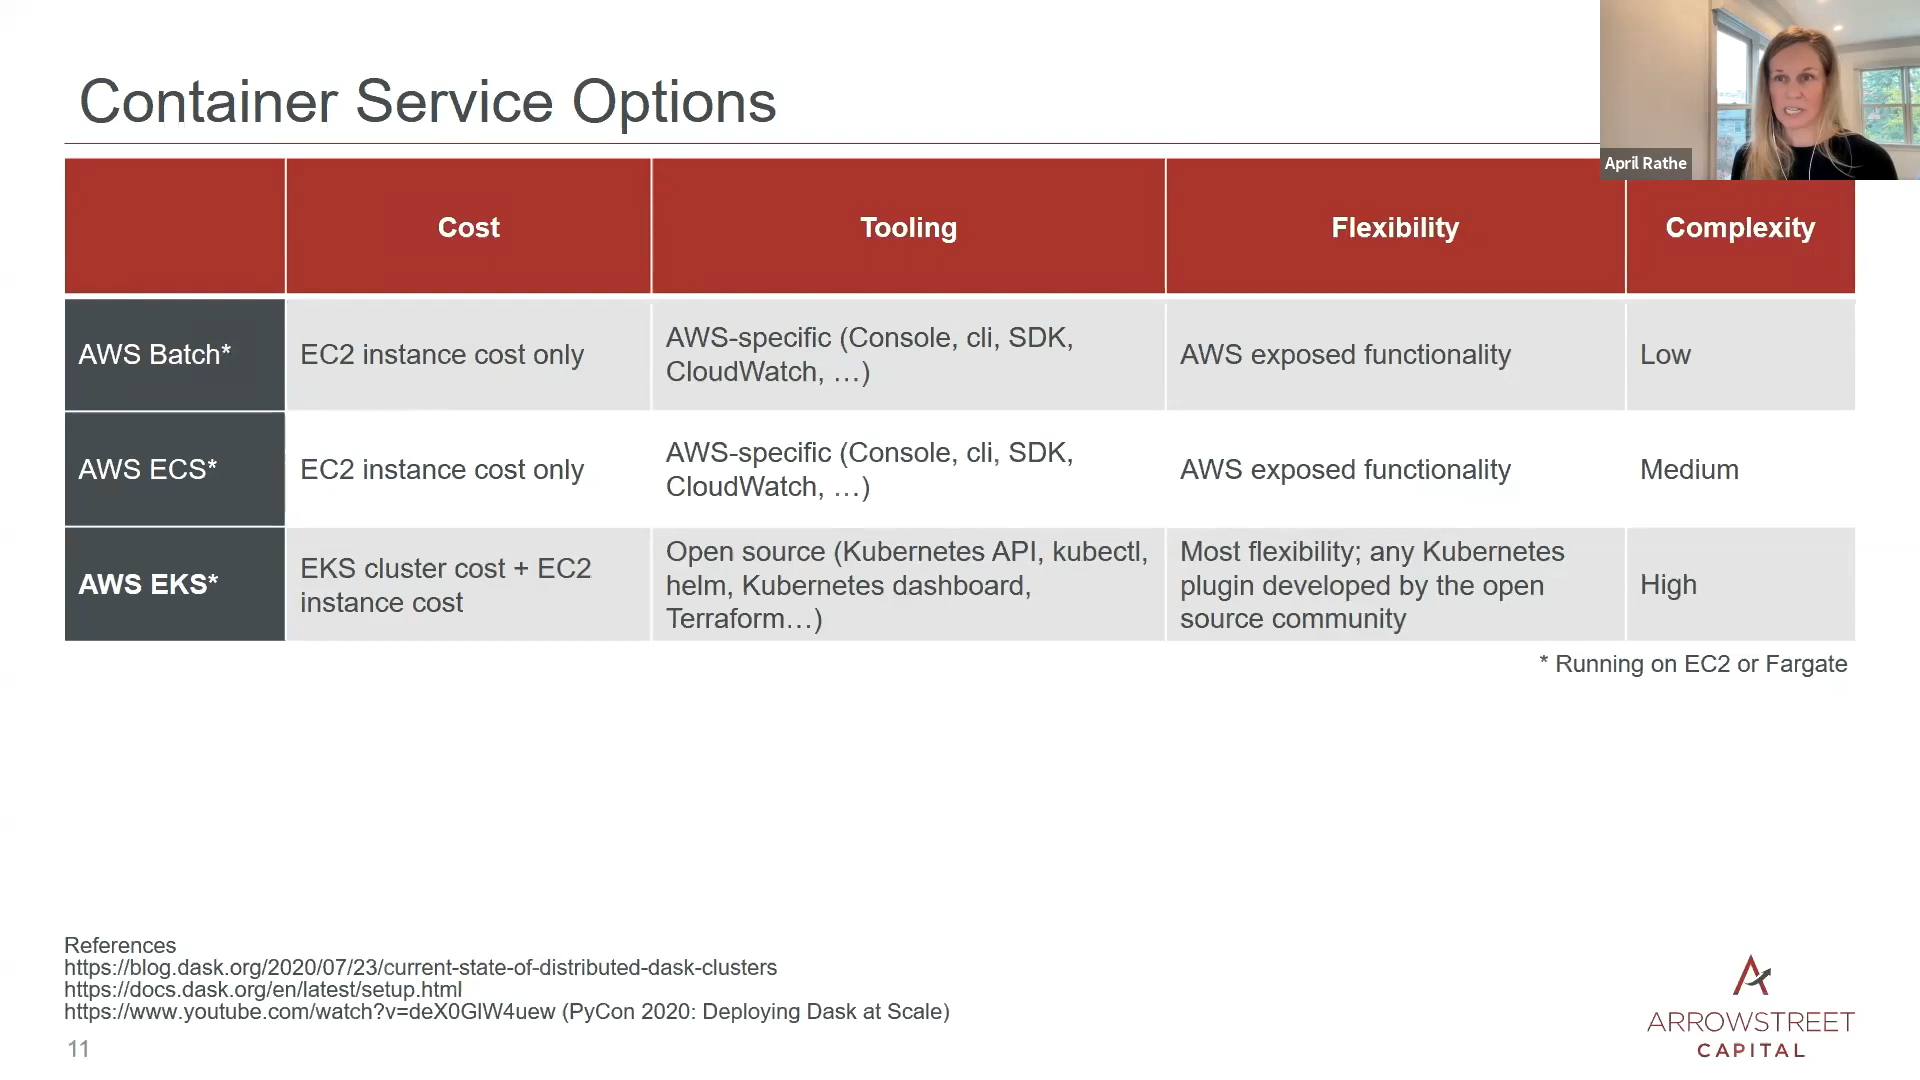 Container Service Options
April Rathe
Cost
Tooling
Flexibility
Complexity
AWS Batch*
EC2 instance cost only
AWS-specific (Console, cli, SDK,
CloudWatch, …)
AWS exposed functionality
Low
AWS ECS*
EC2 instance cost only
AWS-specific (Console, cli, SDK,
CloudWatch, …)
AWS exposed functionality
Medium
AWS EKS*
EKS cluster cost + EC2
instance cost
Open source (Kubernetes API, kubectl,
helm, Kubernetes dashboard,
Terraform…)
Most flexibility; any Kubernetes
plugin developed by the open
source community
High
* Running on EC2 or Fargate
References
https://blog.dask.org/2020/07/23/current-state-of-distributed-dask-clusters
https://docs.dask.org/en/latest/setup.html
https://www.youtube.com/watch?v=deX0GlW4uew (PyCon 2020: Deploying Dask at Scale)
11
ARROWSTREET
CAPITAL